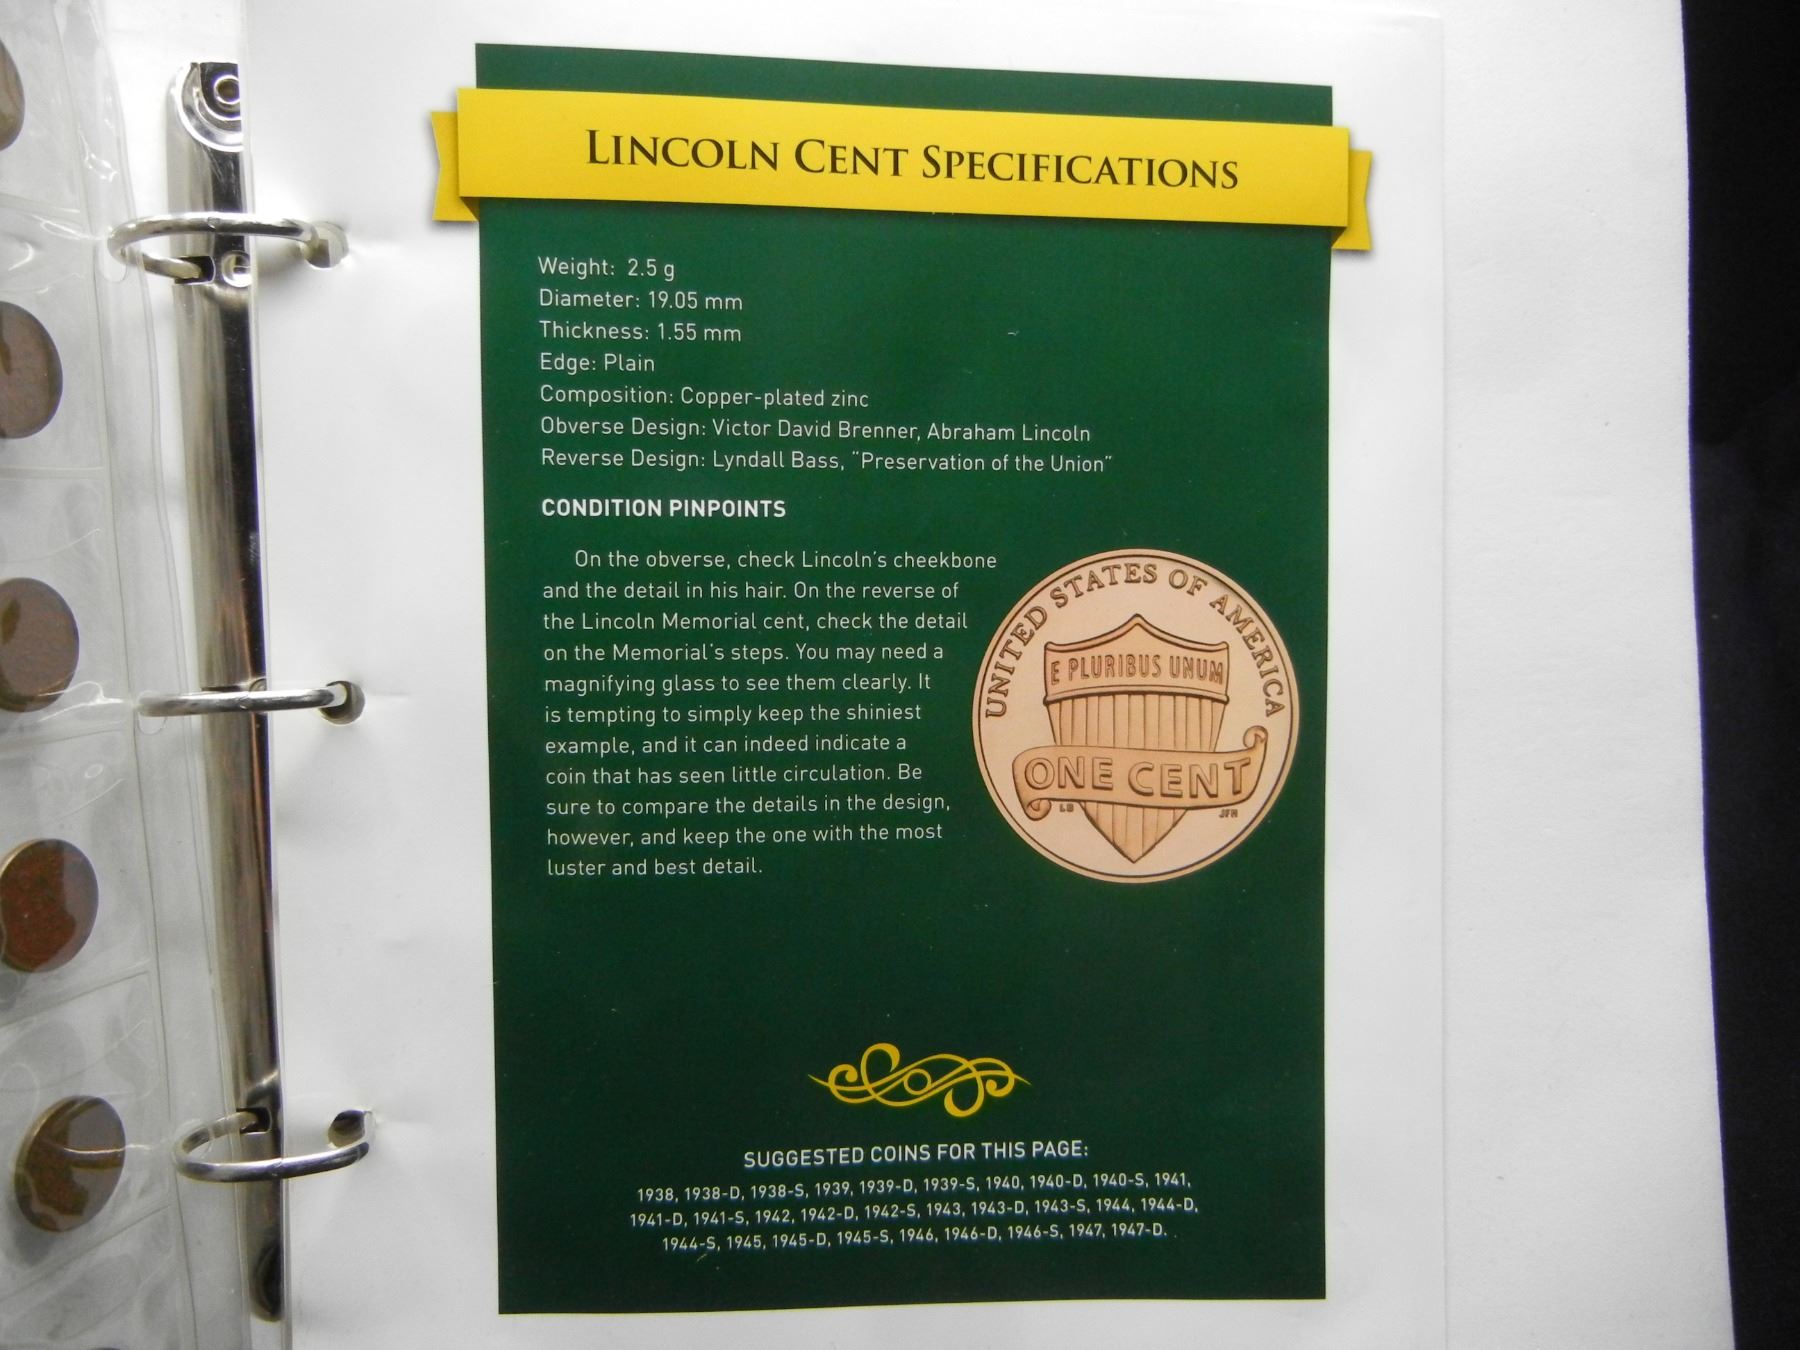 LINCOLN CENT SPECIFICATIONS
Weight: 2.5 g
Diameter: 19.05 mm
Thickness: 1.55 mm
Edge: Plain
Composition: Copper-plated zinc
Obverse Design: Victor David Brenner, Abraham Lincoln
Reverse Design: Lyndall Bass, “Preservation of the Union”
CONDITION PINPOINTS
On the obverse, check Lincoln's cheekbone
and the detail in his hair. On the reverse of
the Lincoln Memorial cent, check the detail
on the Memorial's steps. You may need a
magnifying glass to see them clearly. It
is tempting to simply keep the shiniest
example, and it can indeed indicate a
coin that has seen little circulation. Be
sure to compare the details in the design,
however, and keep the one with the most
luster and best detail.
UNITED STATES OF AMERICA
E PLURIBUS UNUM
ONE CENT
LB
JFM
SUGGESTED COINS FOR THIS PAGE:
1938, 1938-D, 1938-S, 1939, 1939-D, 1939-S, 1940, 1940-D, 1940-S, 1941,
1941-D, 1941-S, 1942, 1942-D, 1942-S, 1943, 1943-D, 1943-S, 1944, 1944-D,
1944-S, 1945, 1945-D, 1945-S, 1946, 1946-D, 1946-S, 1947, 1947-D.